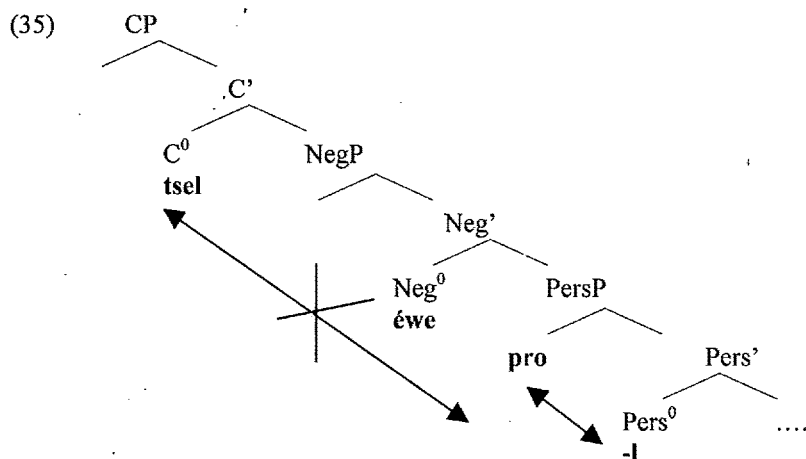 (35) CP
C’
C⁰ NegP
tsel
Neg’
Neg⁰ PersP
éwe
pro Pers’
Pers⁰ ....
-l